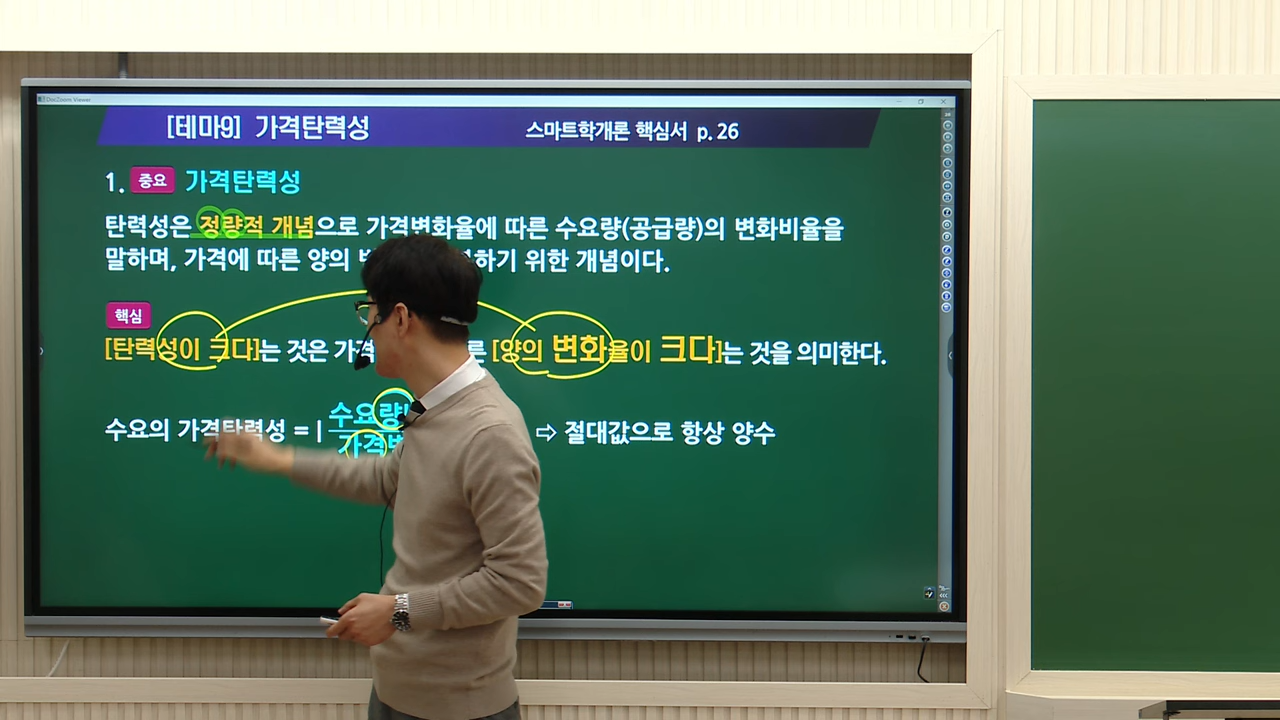 DocZoom Viewer
[테마9] 가격탄력성 스마트학개론 핵심서 p. 26
1. 중요 가격탄력성
탄력성은 정량적 개념으로 가격변화율에 따른 수요량(공급량)의 변화비율을
말하며, 가격에 따른 양의 하기 위한 개념이다.
핵심
[탄력성이 크다]는 것은 가격 [양의 변화율이 크다]는 것을 의미한다.
수요의 가격탄력성 = | 수요량
가격 ⇨ 절대값으로 항상 양수